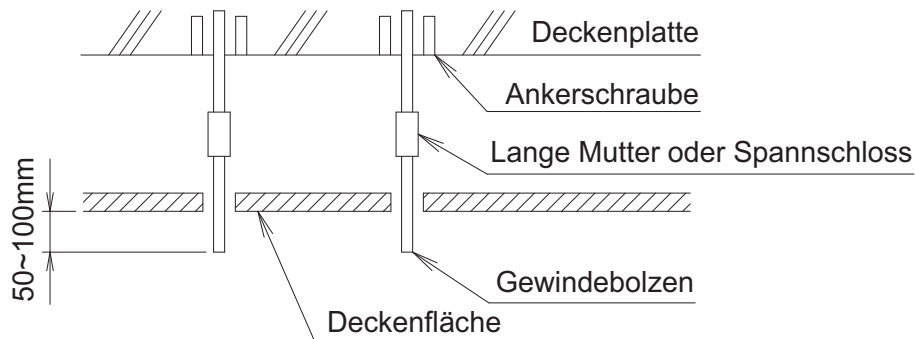 Deckenplatte
Ankerschraube
Lange Mutter oder Spannschloss
50~100mm
Gewindebolzen
Deckenfläche